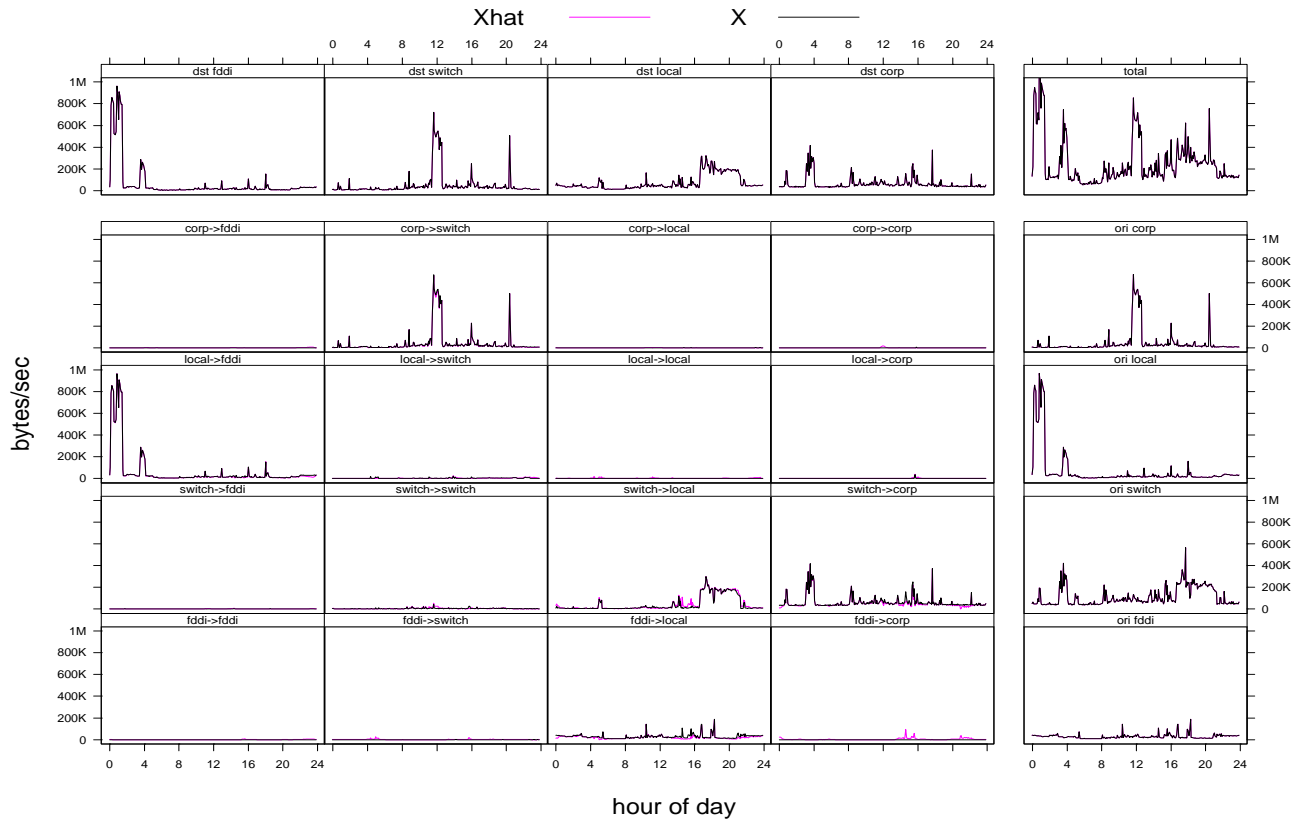 Xhat X
0 4 8 12 16 20 24 0 4 8 12 16 20 24
dst fddi dst switch dst local dst corp total
1M
800K
600K
400K
200K
0
corp->fddi corp->switch corp->local corp->corp ori corp
1M
800K
600K
400K
200K
0
local->fddi local->switch local->local local->corp ori local
1M
800K
600K
400K
200K
0
switch->fddi switch->switch switch->local switch->corp ori switch
1M
800K
600K
400K
200K
0
fddi->fddi fddi->switch fddi->local fddi->corp ori fddi
1M
800K
600K
400K
200K
0
0 4 8 12 16 20 24 0 4 8 12 16 20 24 0 4 8 12 16 20 24
bytes/sec
hour of day